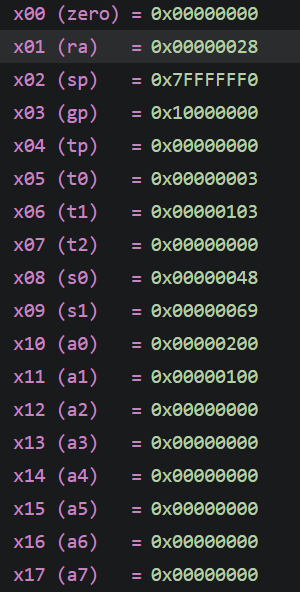 x00 (zero) = 0x00000000
x01 (ra) = 0x00000028
x02 (sp) = 0x7FFFFFF0
x03 (gp) = 0x10000000
x04 (tp) = 0x00000000
x05 (t0) = 0x00000003
x06 (t1) = 0x00000103
x07 (t2) = 0x00000000
x08 (s0) = 0x00000048
x09 (s1) = 0x00000069
x10 (a0) = 0x00000200
x11 (a1) = 0x00000100
x12 (a2) = 0x00000000
x13 (a3) = 0x00000000
x14 (a4) = 0x00000000
x15 (a5) = 0x00000000
x16 (a6) = 0x00000000
x17 (a7) = 0x00000000